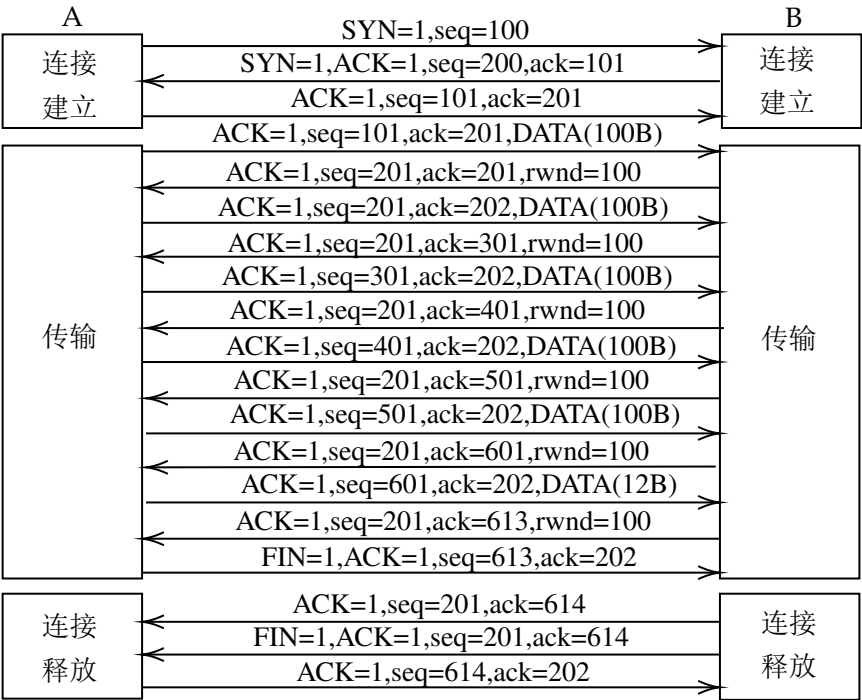 A
B
SYN=1,seq=100
连接
建立
SYN=1,ACK=1,seq=200,ack=101
ACK=1,seq=101,ack=201
连接
建立
ACK=1,seq=101,ack=201,DATA(100B)
ACK=1,seq=201,ack=201,rwnd=100
ACK=1,seq=201,ack=202,DATA(100B)
ACK=1,seq=201,ack=301,rwnd=100
ACK=1,seq=301,ack=202,DATA(100B)
ACK=1,seq=201,ack=401,rwnd=100
传输
传输
ACK=1,seq=401,ack=202,DATA(100B)
ACK=1,seq=201,ack=501,rwnd=100
ACK=1,seq=501,ack=202,DATA(100B)
ACK=1,seq=201,ack=601,rwnd=100
ACK=1,seq=601,ack=202,DATA(12B)
ACK=1,seq=201,ack=613,rwnd=100
FIN=1,ACK=1,seq=613,ack=202
连接
释放
ACK=1,seq=201,ack=614
FIN=1,ACK=1,seq=201,ack=614
ACK=1,seq=614,ack=202
连接
释放